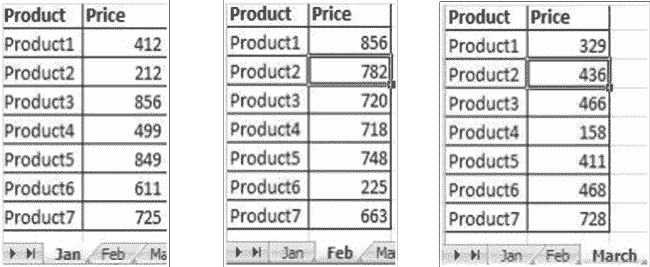 Product Price
Product1 412
Product2 212
Product3 856
Product4 499
Product5 849
Product6 611
Product7 725
Jan Feb Ma
Product Price
Product1 856
Product2 782
Product3 720
Product4 718
Product5 748
Product6 225
Product7 663
Jan Feb Ma
Product Price
Product1 329
Product2 436
Product3 466
Product4 158
Product5 411
Product6 468
Product7 728
Jan Feb March